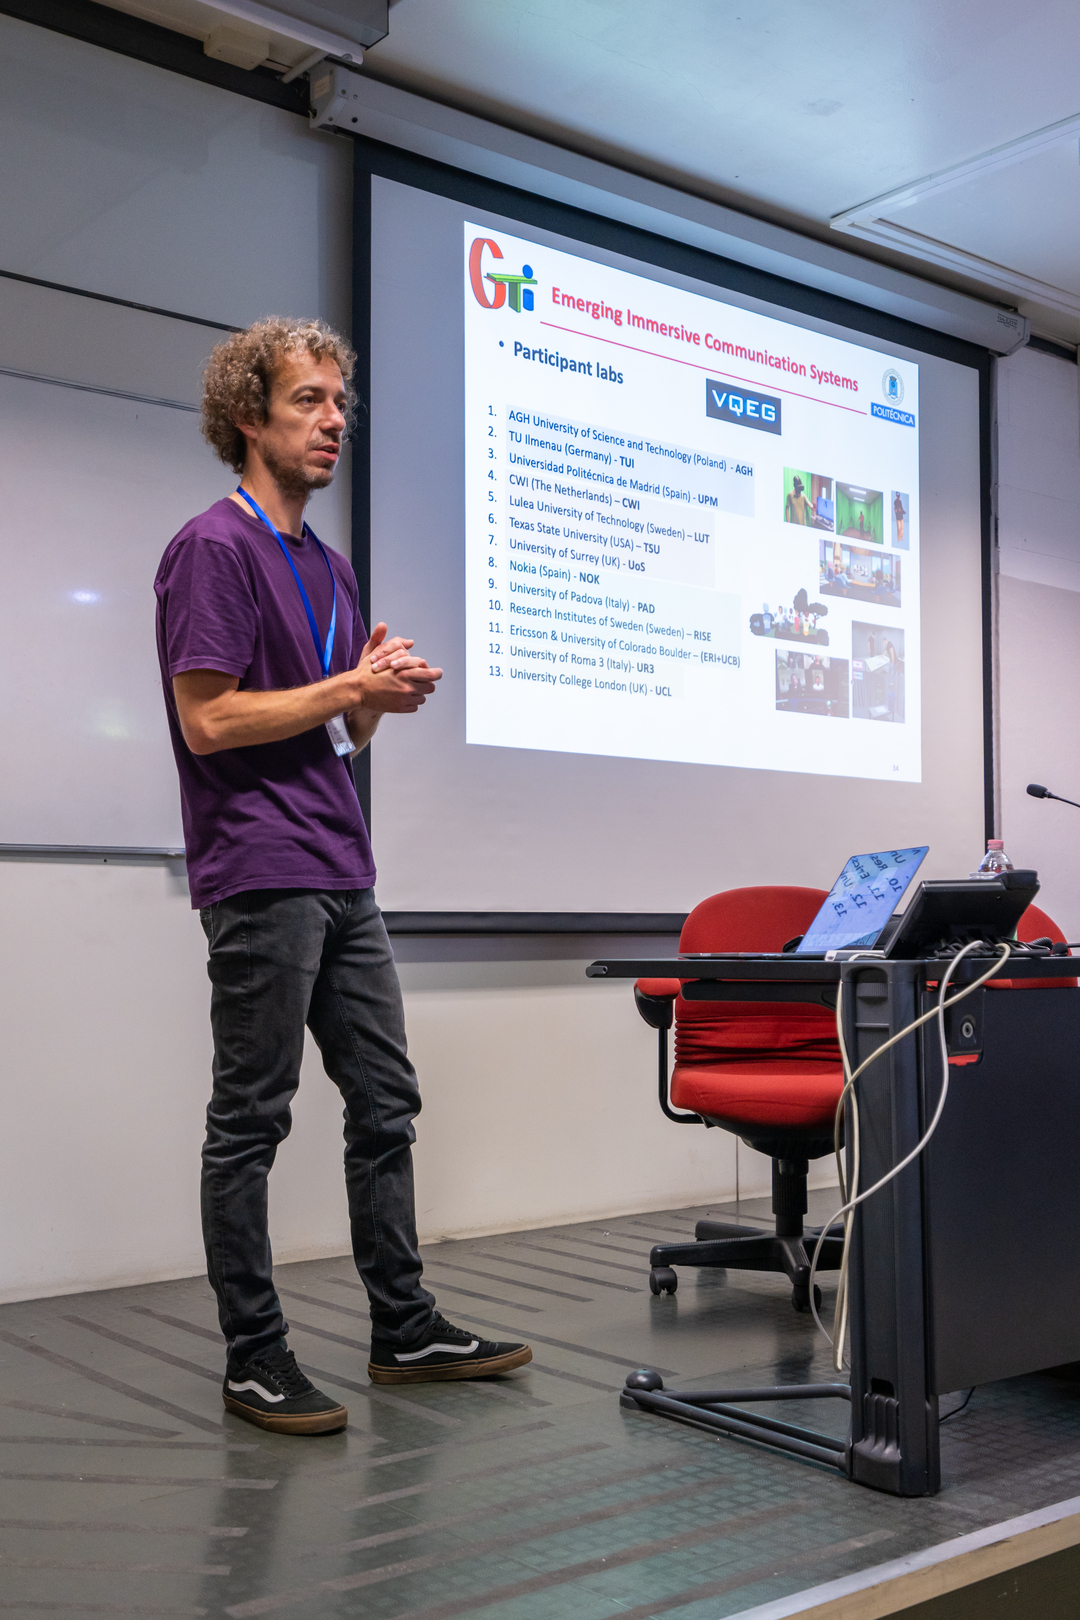 GTi
Emerging Immersive Communication Systems
POLITÉCNICA
• Participant labs
VQEG
1. AGH University of Science and Technology (Poland) - AGH
2. TU Ilmenau (Germany) - TUI
3. Universidad Politécnica de Madrid (Spain) - UPM
4. CWI (The Netherlands) – CWI
5. Lulea University of Technology (Sweden) – LUT
6. Texas State University (USA) – TSU
7. University of Surrey (UK) - UoS
8. Nokia (Spain) - NOK
9. University of Padova (Italy) - PAD
10. Research Institutes of Sweden (Sweden) – RISE
11. Ericsson & University of Colorado Boulder – (ERI+UCB)
12. University of Roma 3 (Italy)- UR3
13. University College London (UK) - UCL